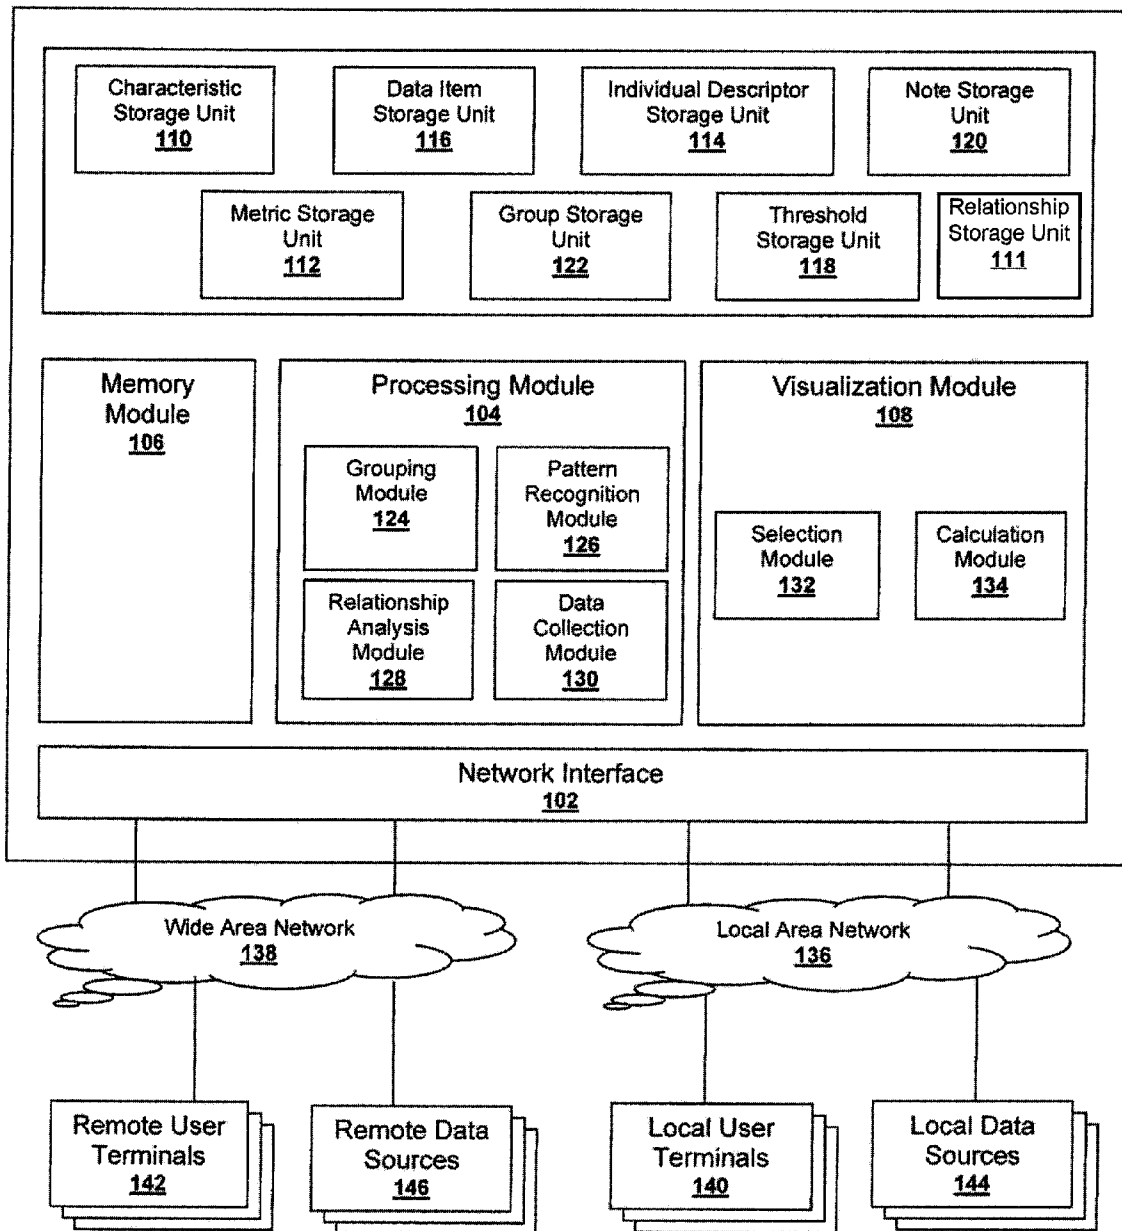 Characteristic
Storage Unit
110
Data Item
Storage Unit
116
Individual Descriptor
Storage Unit
114
Note Storage
Unit
120
Metric Storage
Unit
112
Group Storage
Unit
122
Threshold
Storage Unit
118
Relationship
Storage Unit
111
Memory
Module
106
Processing Module
104
Grouping
Module
124
Pattern
Recognition
Module
126
Relationship
Analysis
Module
128
Data
Collection
Module
130
Visualization Module
108
Selection
Module
132
Calculation
Module
134
Network Interface
102
Wide Area Network
138
Local Area Network
136
Remote User
Terminals
142
Remote Data
Sources
146
Local User
Terminals
140
Local Data
Sources
144